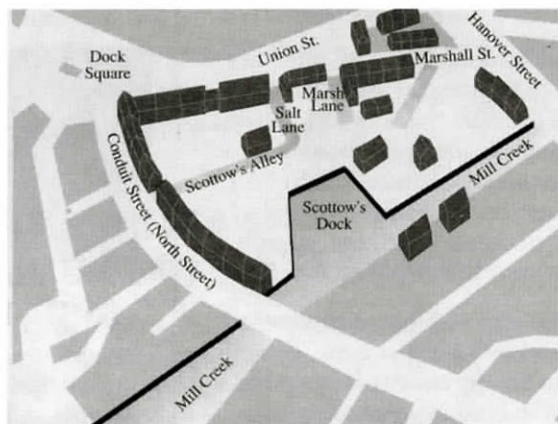 Dock
Square
Union St.
Hanover Street
Marshall St.
Marsh
Lane
Salt
Lane
Scottow's Alley
Conduit Street (North Street)
Scottow's
Dock
Mill Creek
Mill Creek